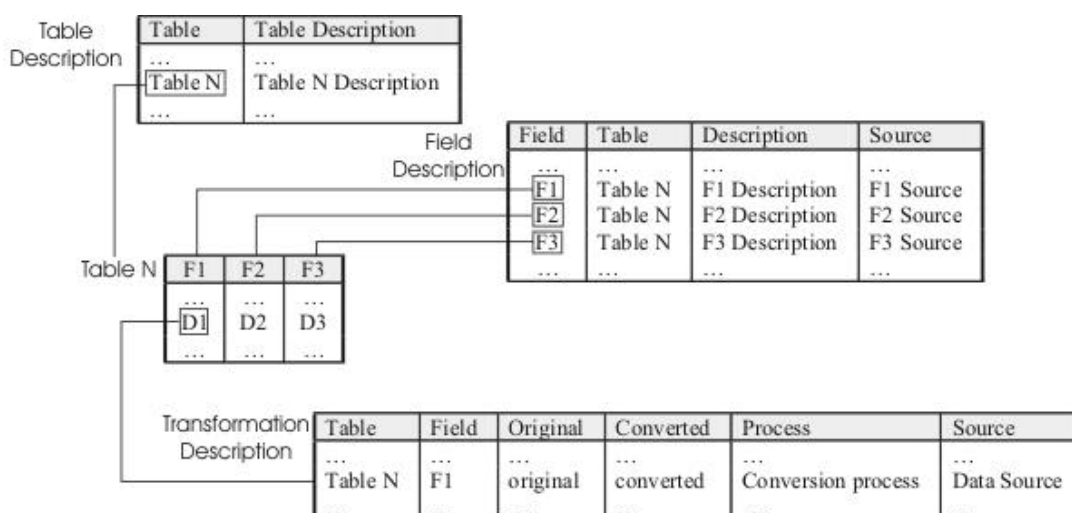 Table Description
Table Table Description
... ...
Table N Table N Description
... ...
Field Description
Field Table Description Source
... ... ... ...
F1 Table N F1 Description F1 Source
F2 Table N F2 Description F2 Source
F3 Table N F3 Description F3 Source
... ... ... ...
Table N
F1 F2 F3
... ... ...
D1 D2 D3
... ... ...
Transformation Description
Table Field Original Converted Process Source
... ... ... ... ... ...
Table N F1 original converted Conversion process Data Source